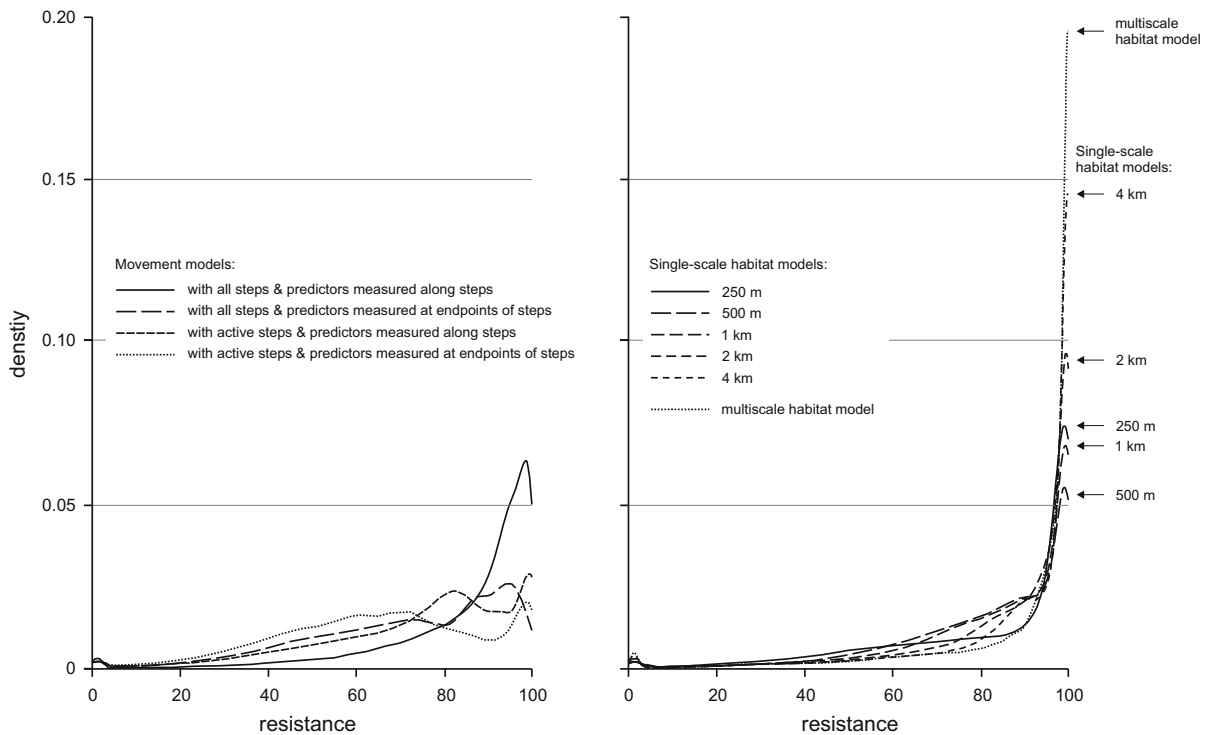 0.20
0.15
0.10
0.05
0
denstiy
Movement models:
with all steps & predictors measured along steps
with all steps & predictors measured at endpoints of steps
with active steps & predictors measured along steps
with active steps & predictors measured at endpoints of steps
0 20 40 60 80 100
resistance
Single-scale habitat models:
250 m
500 m
1 km
2 km
4 km
multiscale habitat model
0 20 40 60 80 100
resistance
multiscale
habitat model
Single-scale
habitat models:
4 km
2 km
250 m
1 km
500 m